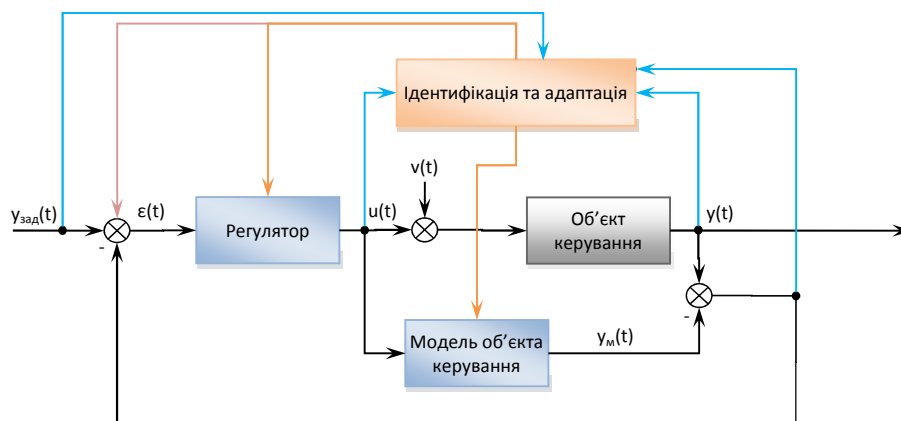 Ідентифікація та адаптація
v(t)
yзад(t)
ε(t)
Регулятор
u(t)
Об’єкт
керування
y(t)
-
-
Модель об’єкта
керування
yм(t)